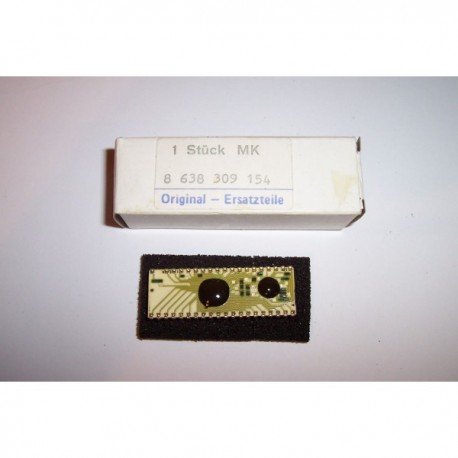 1 Stück MK
8 638 309 154
Original – Ersatzteile